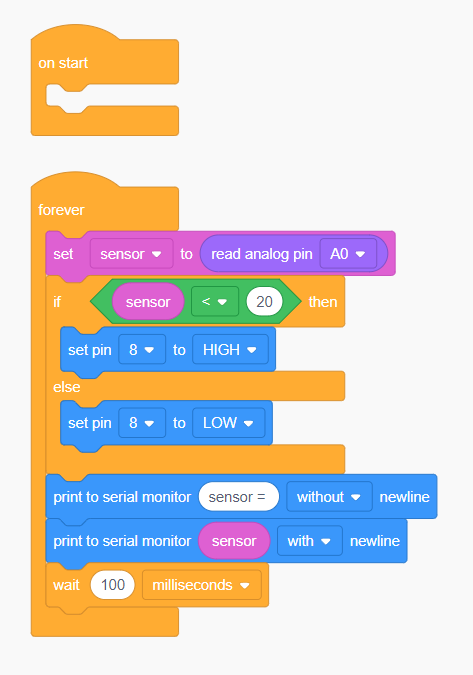 on start
forever
set sensor to read analog pin A0
if sensor < 20 then
set pin 8 to HIGH
else
set pin 8 to LOW
print to serial monitor sensor = without newline
print to serial monitor sensor with newline
wait 100 milliseconds